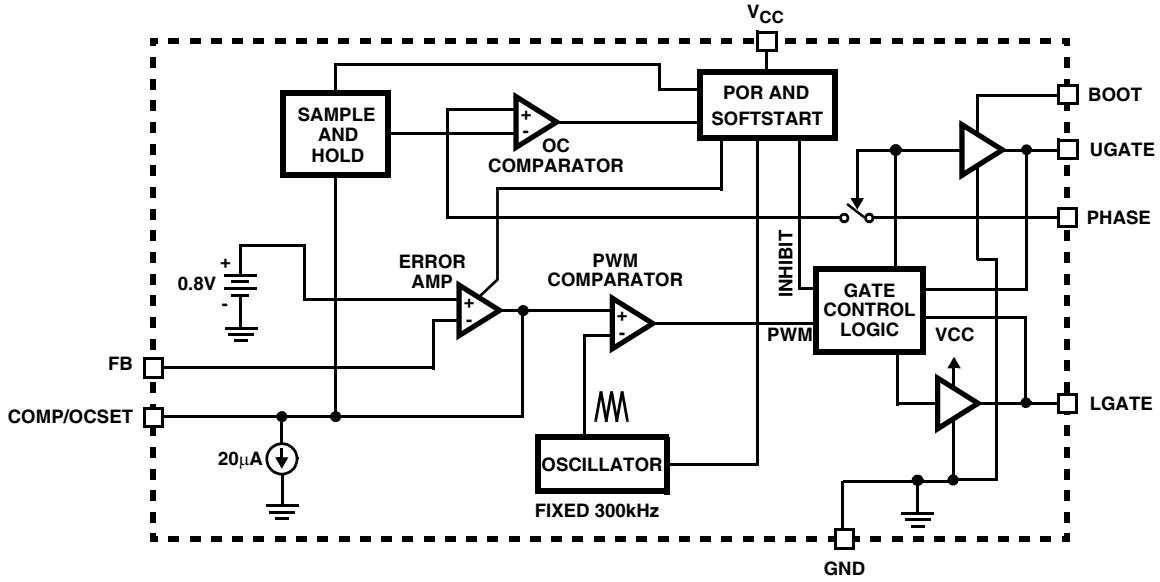 VCC
BOOT
POR AND
SOFTSTART
SAMPLE
AND
HOLD
+
-
OC
COMPARATOR
UGATE
PHASE
INHIBIT
ERROR
AMP
PWM
COMPARATOR
+
0.8V
-
+
-
+
-
GATE
CONTROL
LOGIC
PWM
VCC
FB
COMP/OCSET
LGATE
20μA
OSCILLATOR
FIXED 300kHz
GND